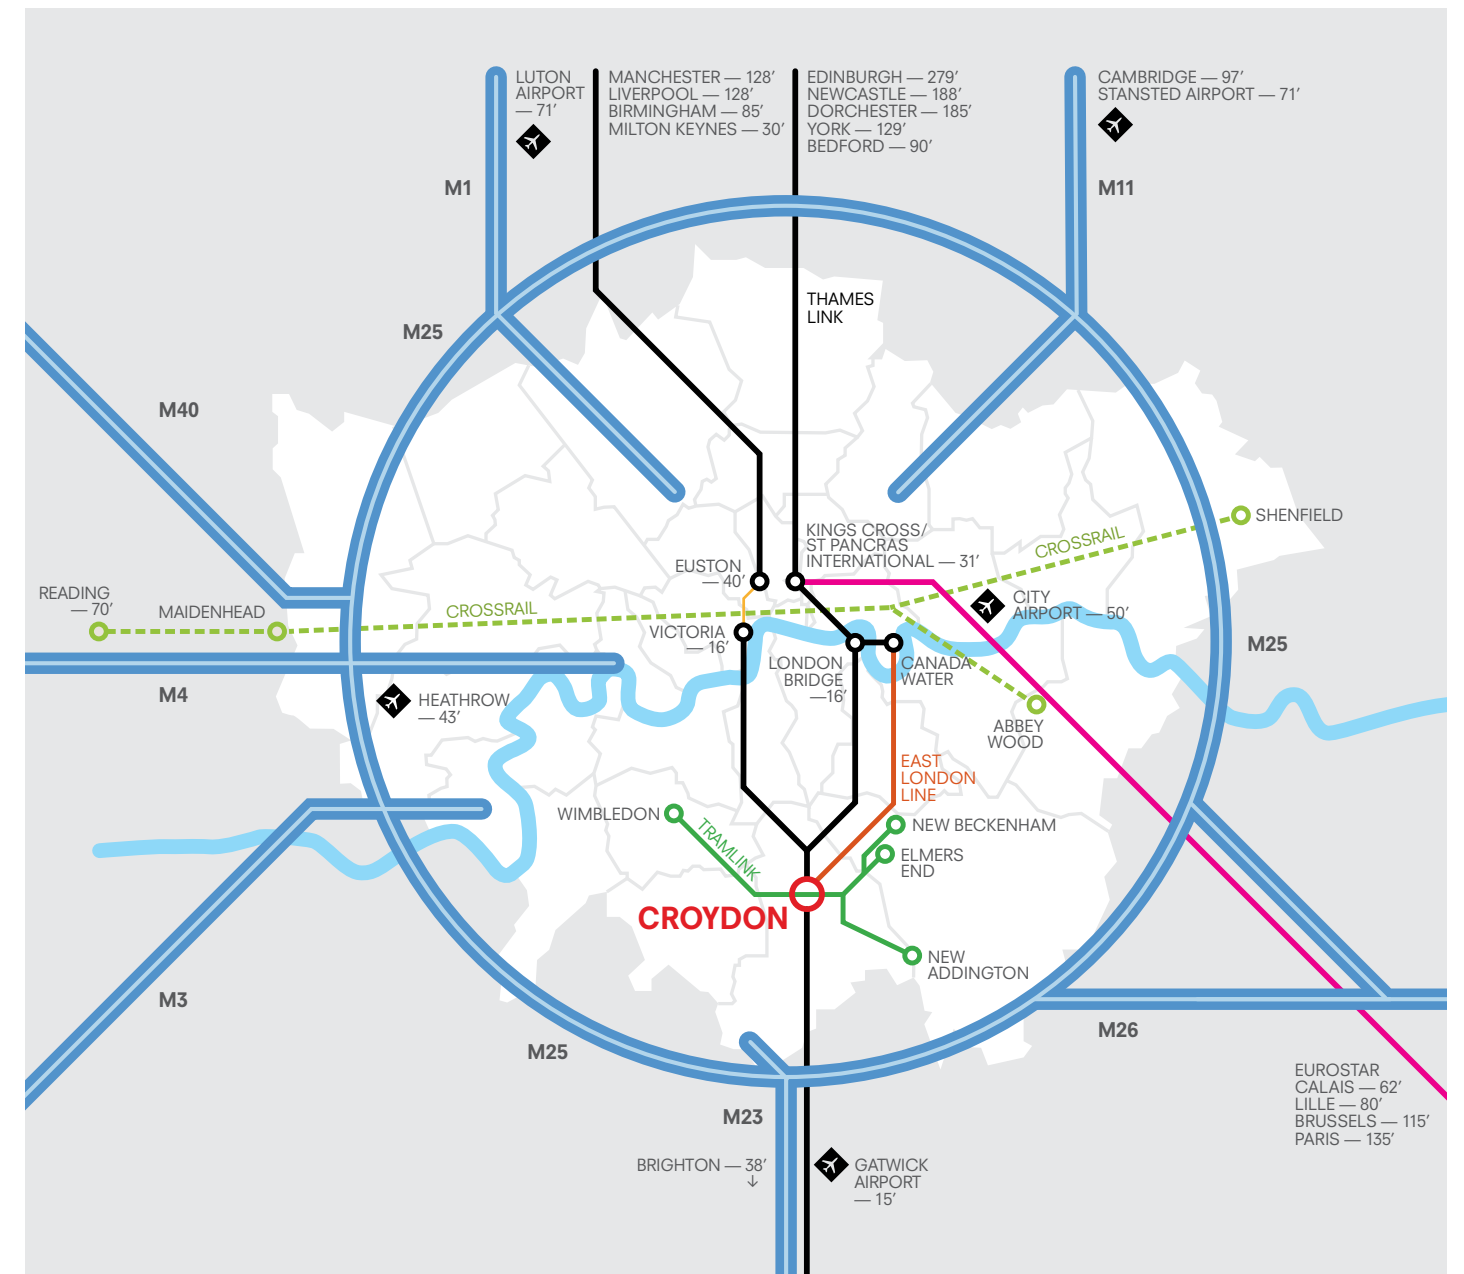 LUTON
AIRPORT
— 71′
MANCHESTER — 128′
LIVERPOOL — 128′
BIRMINGHAM — 85′
MILTON KEYNES — 30′
EDINBURGH — 279′
NEWCASTLE — 188′
DORCHESTER — 185′
YORK — 129′
BEDFORD — 90′
CAMBRIDGE — 97′
STANSTED AIRPORT — 71′
M1
M11
THAMES
LINK
M25
M40
KINGS CROSS/
ST PANCRAS
INTERNATIONAL — 31′
CROSSRAIL
SHENFIELD
EUSTON
— 40′
READING
— 70′
MAIDENHEAD
CROSSRAIL
CITY
AIRPORT — 50′
VICTORIA
— 16′
LONDON
BRIDGE
—16′
CANADA
WATER
M25
M4
HEATHROW
— 43′
ABBEY
WOOD
EAST
LONDON
LINE
WIMBLEDON
TRAMLINK
NEW BECKENHAM
ELMERS
END
CROYDON
NEW
ADDINGTON
M3
M25
M26
EUROSTAR
CALAIS — 62′
LILLE — 80′
BRUSSELS — 115′
PARIS — 135′
M23
BRIGHTON — 38′
↓
GATWICK
AIRPORT
— 15′